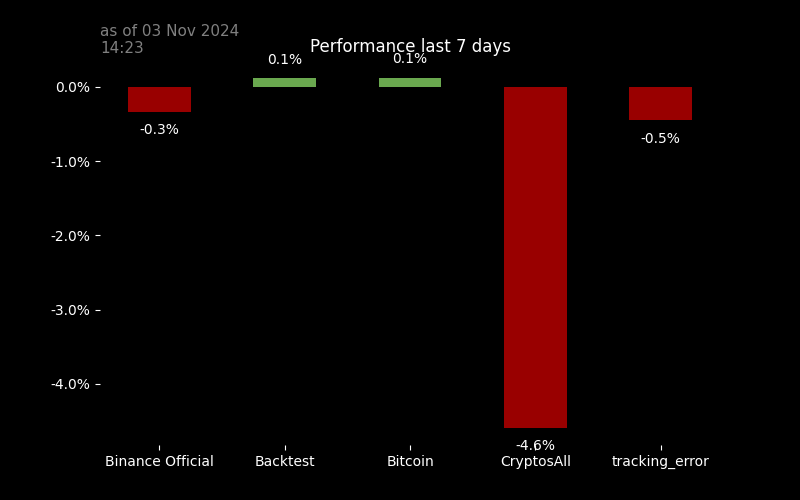 as of 03 Nov 2024
14:23
Performance last 7 days
0.1%
0.1%
0.0%
-0.3%
-0.5%
-1.0%
-2.0%
-3.0%
-4.0%
-4.6%
Binance Official
Backtest
Bitcoin
CryptosAll
tracking_error